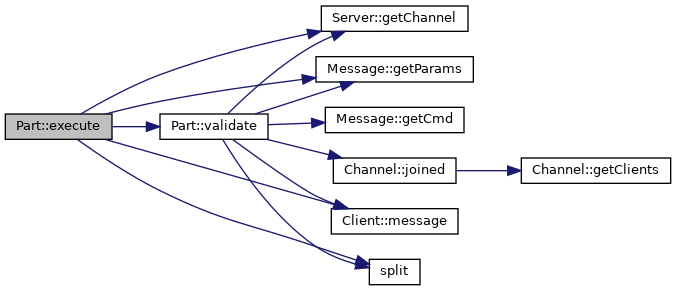 Server::getChannel
Message::getParams
Part::execute
Part::validate
Message::getCmd
Channel::joined
Channel::getClients
Client::message
split